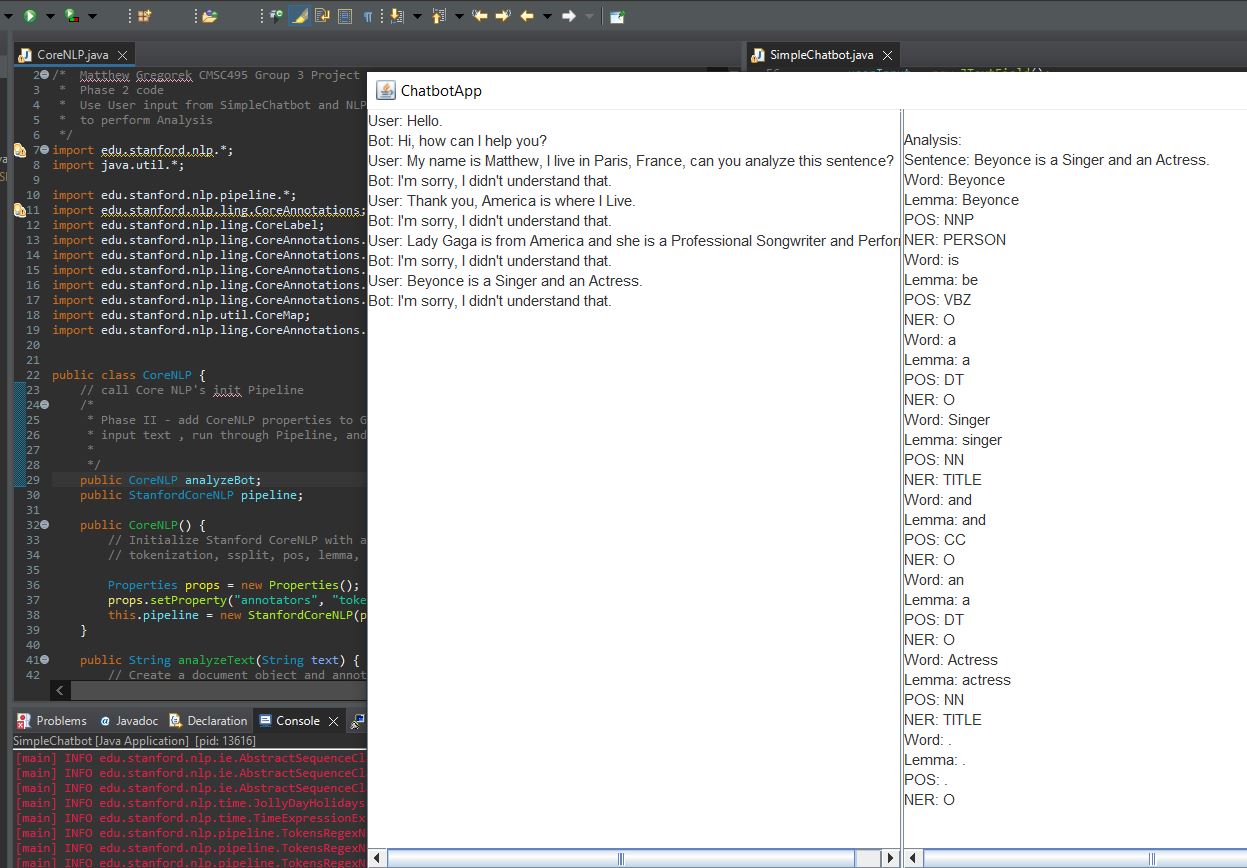 CoreNLP.java
SimpleChatbot.java
2 /*  Matthew Gregorek CMSC495 Group 3 Project
3  *  Phase 2 code
4  *  Use User input from SimpleChatbot and NLP
5  *  to perform Analysis
6  */
7 import edu.stanford.nlp.*;
8 import java.util.*;
9
10 import edu.stanford.nlp.pipeline.*;
11 import edu.stanford.nlp.ling.CoreAnnotations;
12 import edu.stanford.nlp.ling.CoreLabel;
13 import edu.stanford.nlp.ling.CoreAnnotations.
14 import edu.stanford.nlp.ling.CoreAnnotations.
15 import edu.stanford.nlp.ling.CoreAnnotations.
16 import edu.stanford.nlp.ling.CoreAnnotations.
17 import edu.stanford.nlp.ling.CoreAnnotations.
18 import edu.stanford.nlp.util.CoreMap;
19 import edu.stanford.nlp.ling.CoreAnnotations.
20
21
22 public class CoreNLP {
23     // call Core NLP's init Pipeline
24     /*
25      * Phase II - add CoreNLP properties to G
26      * input text , run through Pipeline, and
27      *
28      */
29     public CoreNLP analyzeBot;
30     public StanfordCoreNLP pipeline;
31
32     public CoreNLP() {
33         // Initialize Stanford CoreNLP with a
34         // tokenization, ssplit, pos, lemma,
35
36         Properties props = new Properties();
37         props.setProperty("annotators", "toke
38         this.pipeline = new StanfordCoreNLP(p
39     }
40
41     public String analyzeText(String text) {
42         // Create a document object and annot
Problems
Javadoc
Declaration
Console
SimpleChatbot [Java Application] [pid: 13616]
[main] INFO edu.stanford.nlp.ie.AbstractSequenceCl
[main] INFO edu.stanford.nlp.ie.AbstractSequenceCl
[main] INFO edu.stanford.nlp.ie.AbstractSequenceCl
[main] INFO edu.stanford.nlp.time.JollyDayHolidays
[main] INFO edu.stanford.nlp.time.TimeExpressionEx
[main] INFO edu.stanford.nlp.pipeline.TokensRegexN
[main] INFO edu.stanford.nlp.pipeline.TokensRegexN
[main] INFO edu.stanford.nlp.pipeline.TokensRegexN
ChatbotApp
User: Hello.
Bot: Hi, how can I help you?
User: My name is Matthew, I live in Paris, France, can you analyze this sentence?
Bot: I'm sorry, I didn't understand that.
User: Thank you, America is where I Live.
Bot: I'm sorry, I didn't understand that.
User: Lady Gaga is from America and she is a Professional Songwriter and Perfor
Bot: I'm sorry, I didn't understand that.
User: Beyonce is a Singer and an Actress.
Bot: I'm sorry, I didn't understand that.
Analysis:
Sentence: Beyonce is a Singer and an Actress.
Word: Beyonce
Lemma: Beyonce
POS: NNP
NER: PERSON
Word: is
Lemma: be
POS: VBZ
NER: O
Word: a
Lemma: a
POS: DT
NER: O
Word: Singer
Lemma: singer
POS: NN
NER: TITLE
Word: and
Lemma: and
POS: CC
NER: O
Word: an
Lemma: a
POS: DT
NER: O
Word: Actress
Lemma: actress
POS: NN
NER: TITLE
Word: .
Lemma: .
POS: .
NER: O